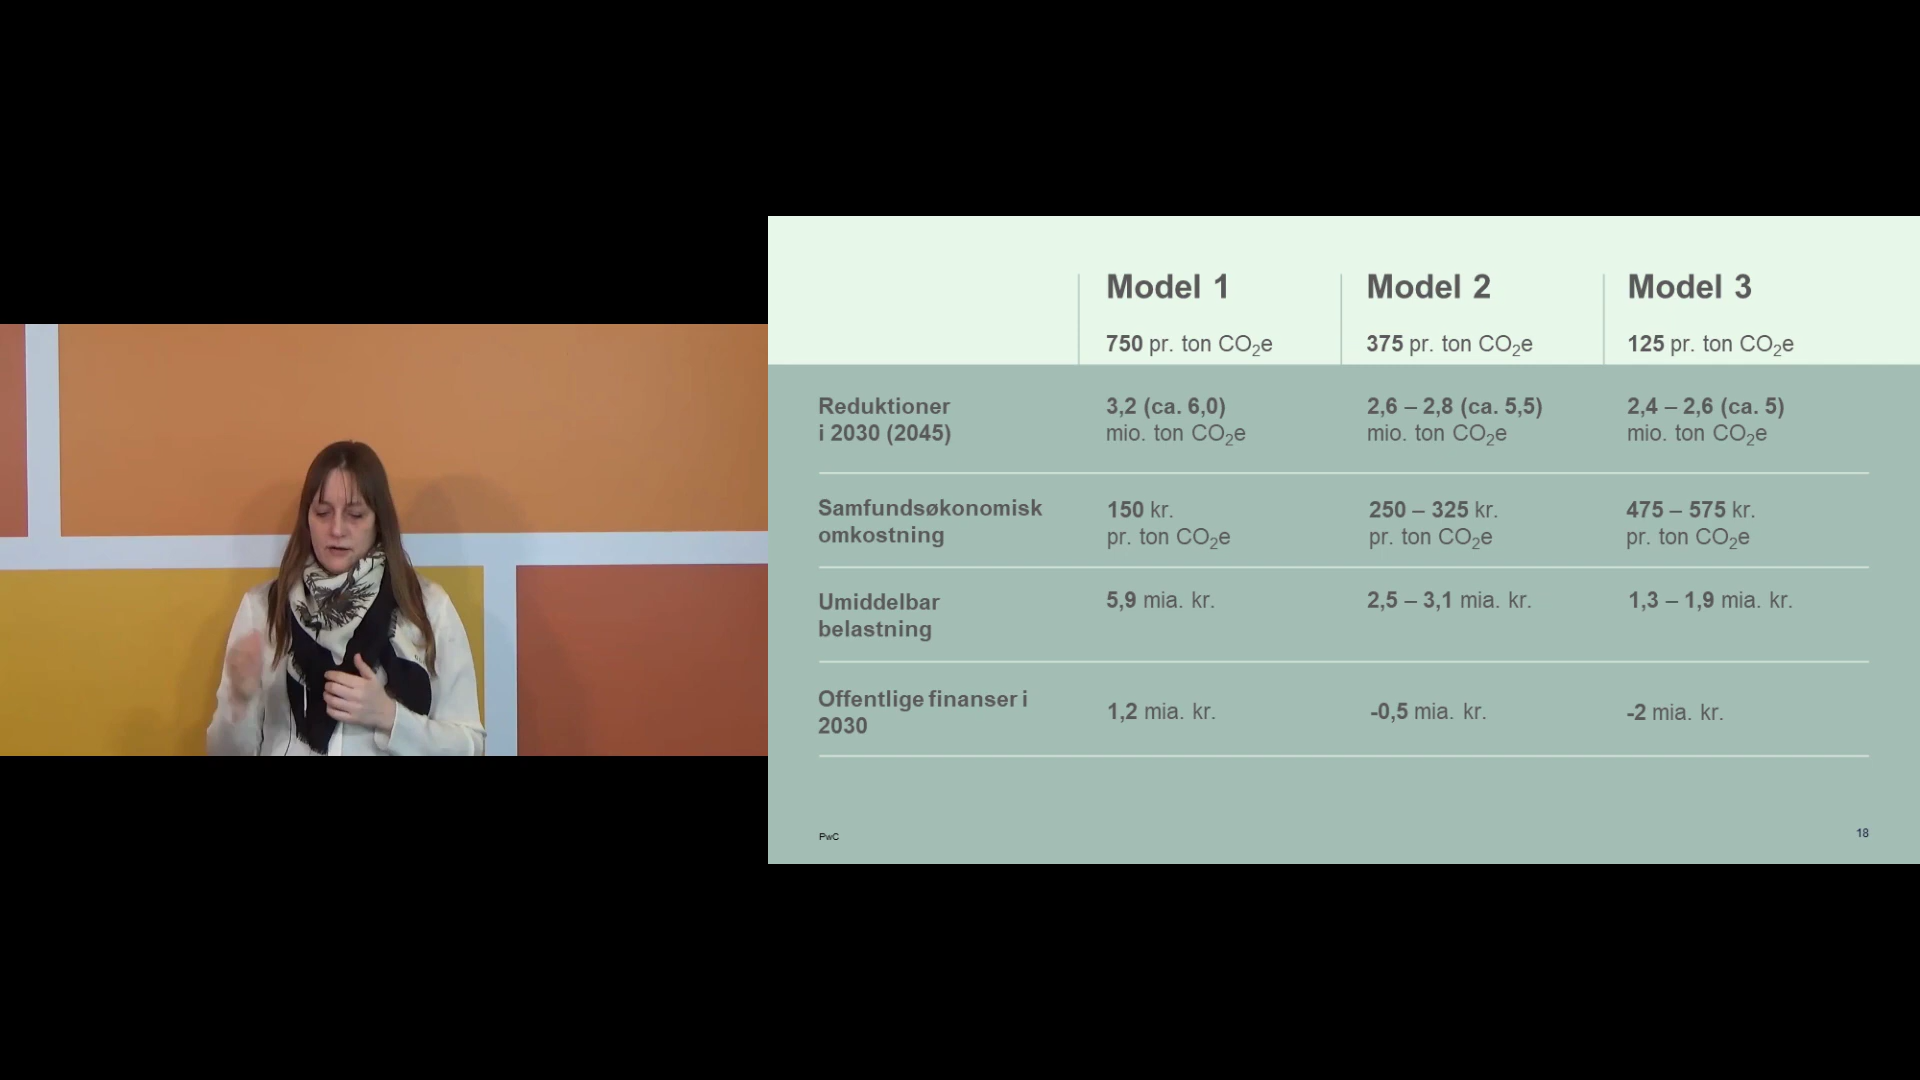 Model 1
Model 2
Model 3
750 pr. ton CO₂e
375 pr. ton CO₂e
125 pr. ton CO₂e
Reduktioner
i 2030 (2045)
3,2 (ca. 6,0)
mio. ton CO₂e
2,6 – 2,8 (ca. 5,5)
mio. ton CO₂e
2,4 – 2,6 (ca. 5)
mio. ton CO₂e
Samfundsøkonomisk
omkostning
150 kr.
pr. ton CO₂e
250 – 325 kr.
pr. ton CO₂e
475 – 575 kr.
pr. ton CO₂e
Umiddelbar
belastning
5,9 mia. kr.
2,5 – 3,1 mia. kr.
1,3 – 1,9 mia. kr.
Offentlige finanser i
2030
1,2 mia. kr.
-0,5 mia. kr.
-2 mia. kr.
PwC
18